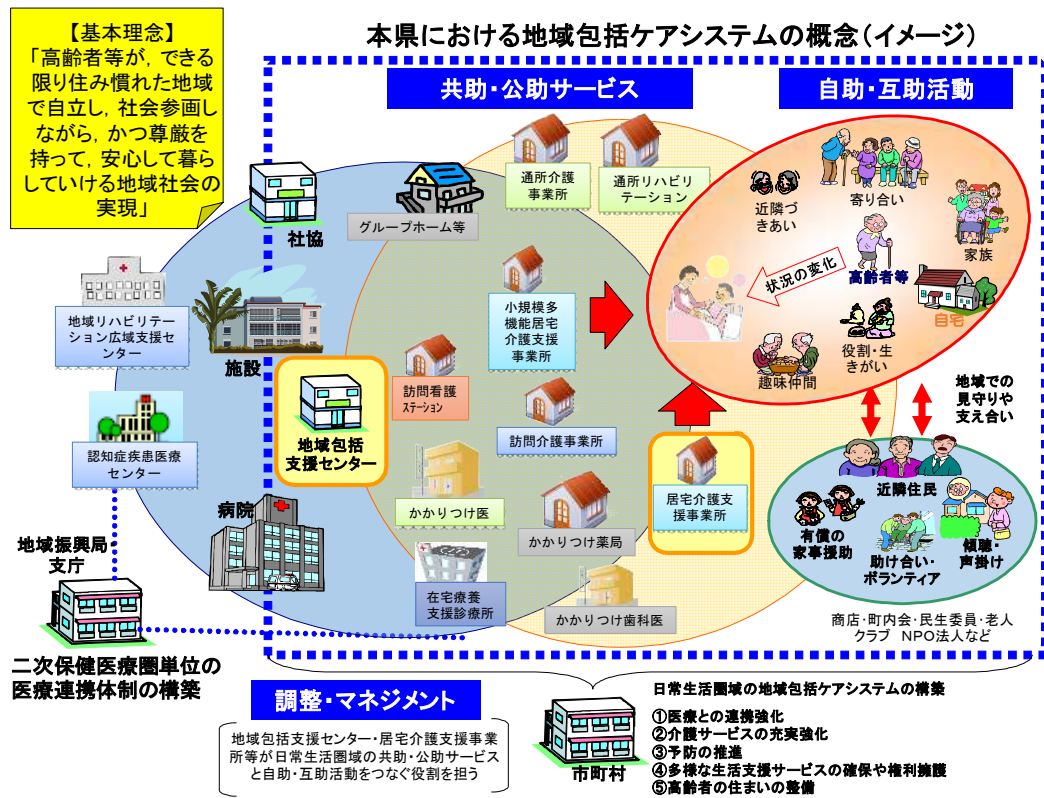 【基本理念】
「高齢者等が，できる
限り住み慣れた地域
で自立し，社会参画し
ながら，かつ尊厳を
持って，安心して暮ら
していける地域社会の
実現」
本県における地域包括ケアシステムの概念（イメージ）
共助・公助サービス
自助・互助活動
社協
グループホーム等
通所介護
事業所
通所リハビリ
テーション
近隣づ
きあい
寄り合い
家族
高齢者等
状況の変化
自宅
役割・生
きがい
趣味仲間
地域リハビリテー
ション広域支援セ
ンター
施設
小規模多
機能居宅
介護支援
事業所
訪問看護
ステーション
地域包括
支援センター
訪問介護事業所
認知症疾患医療
センター
病院
かかりつけ医
かかりつけ薬局
居宅介護支
援事業所
在宅療養
支援診療所
かかりつけ歯科医
地域での
見守りや
支え合い
近隣住民
有償の
家事援助
助け合い・
ボランティア
傾聴・
声掛け
商店・町内会・民生委員・老人
クラブ　NPO法人など
地域振興局・
支庁
二次保健医療圏単位の
医療連携体制の構築
調整・マネジメント
地域包括支援センター・居宅介護支援事業
所等が日常生活圏域の共助・公助サービス
と自助・互助活動をつなぐ役割を担う
市町村
日常生活圏域の地域包括ケアシステムの構築
①医療との連携強化
②介護サービスの充実強化
③予防の推進
④多様な生活支援サービスの確保や権利擁護
⑤高齢者の住まいの整備